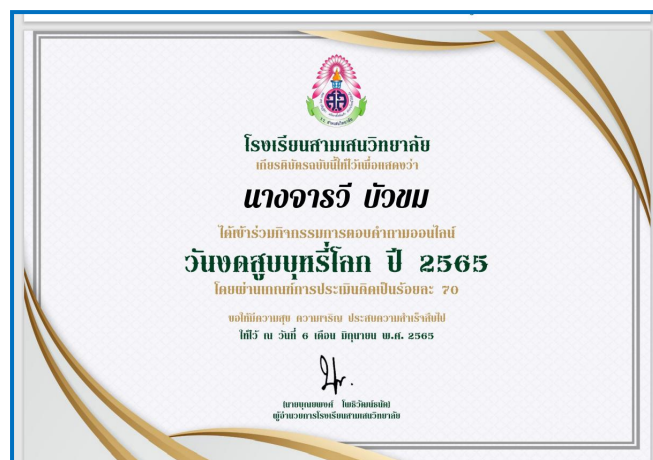 โรงเรียนสามเสนวิทยาลัย
เกียรติบัตรฉบับนี้ให้ไว้เพื่อแสดงว่า
นางจารวี บัวขม
ได้เข้าร่วมกิจกรรมการตอบคำถามออนไลน์
วันงดสูบบุหรี่โลก ปี 2565
โดยผ่านเกณฑ์การประเมินคิดเป็นร้อยละ 70
ขอให้มีความสุข ความเจริญ ประสบความสำเร็จสืบไป
ให้ไว้ ณ วันที่ 6 เดือน มิถุนายน พ.ศ. 2565
ผู้อำนวยการโรงเรียนสามเสนวิทยาลัย